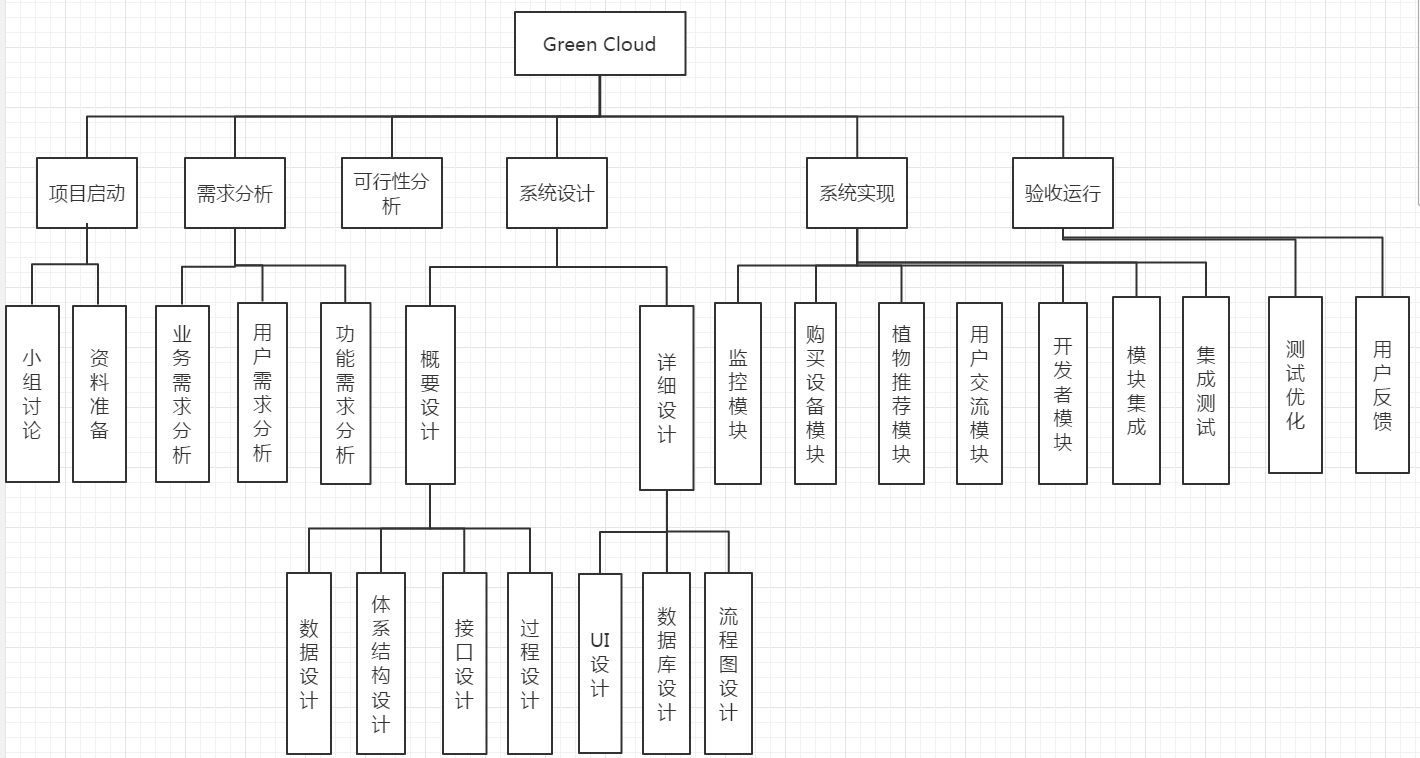 Green Cloud
项目启动
需求分析
可行性分
析
系统设计
系统实现
验收运行
小组讨论
资料准备
业务需求分析
用户需求分析
功能需求分析
概要设计
详细设计
监控模块
购买设备模块
植物推荐模块
用户交流模块
开发者模块
模块集成
集成测试
测试优化
用户反馈
数据设计
体系结构设计
接口设计
过程设计
UI设计
数据库设计
流程图设计